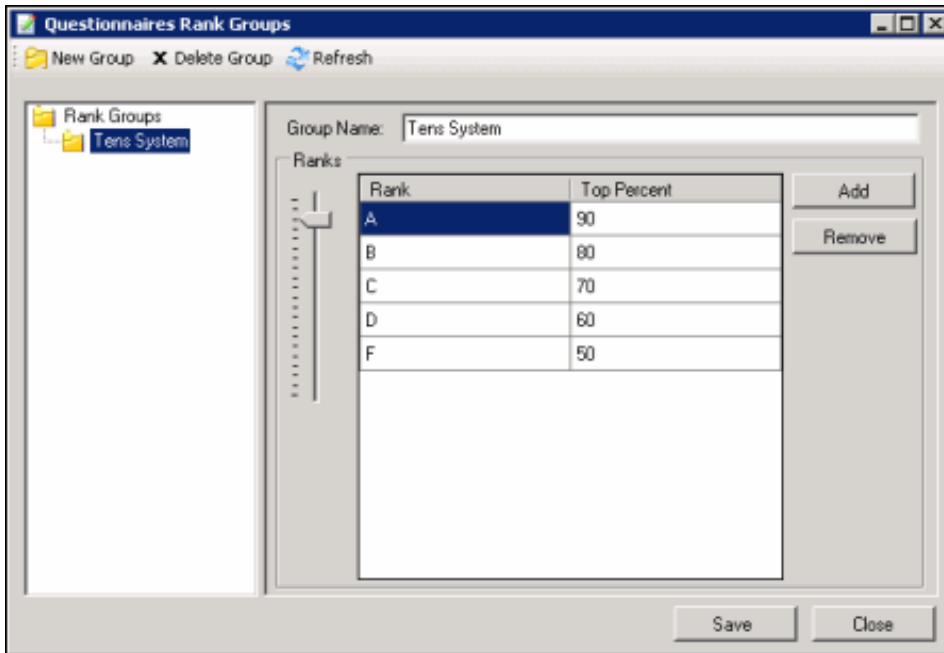 Questionnaires Rank Groups
New Group Delete Group Refresh
Rank Groups
Tens System
Group Name: Tens System
Ranks
Rank Top Percent
A 90
B 80
C 70
D 60
F 50
Add
Remove
Save Close